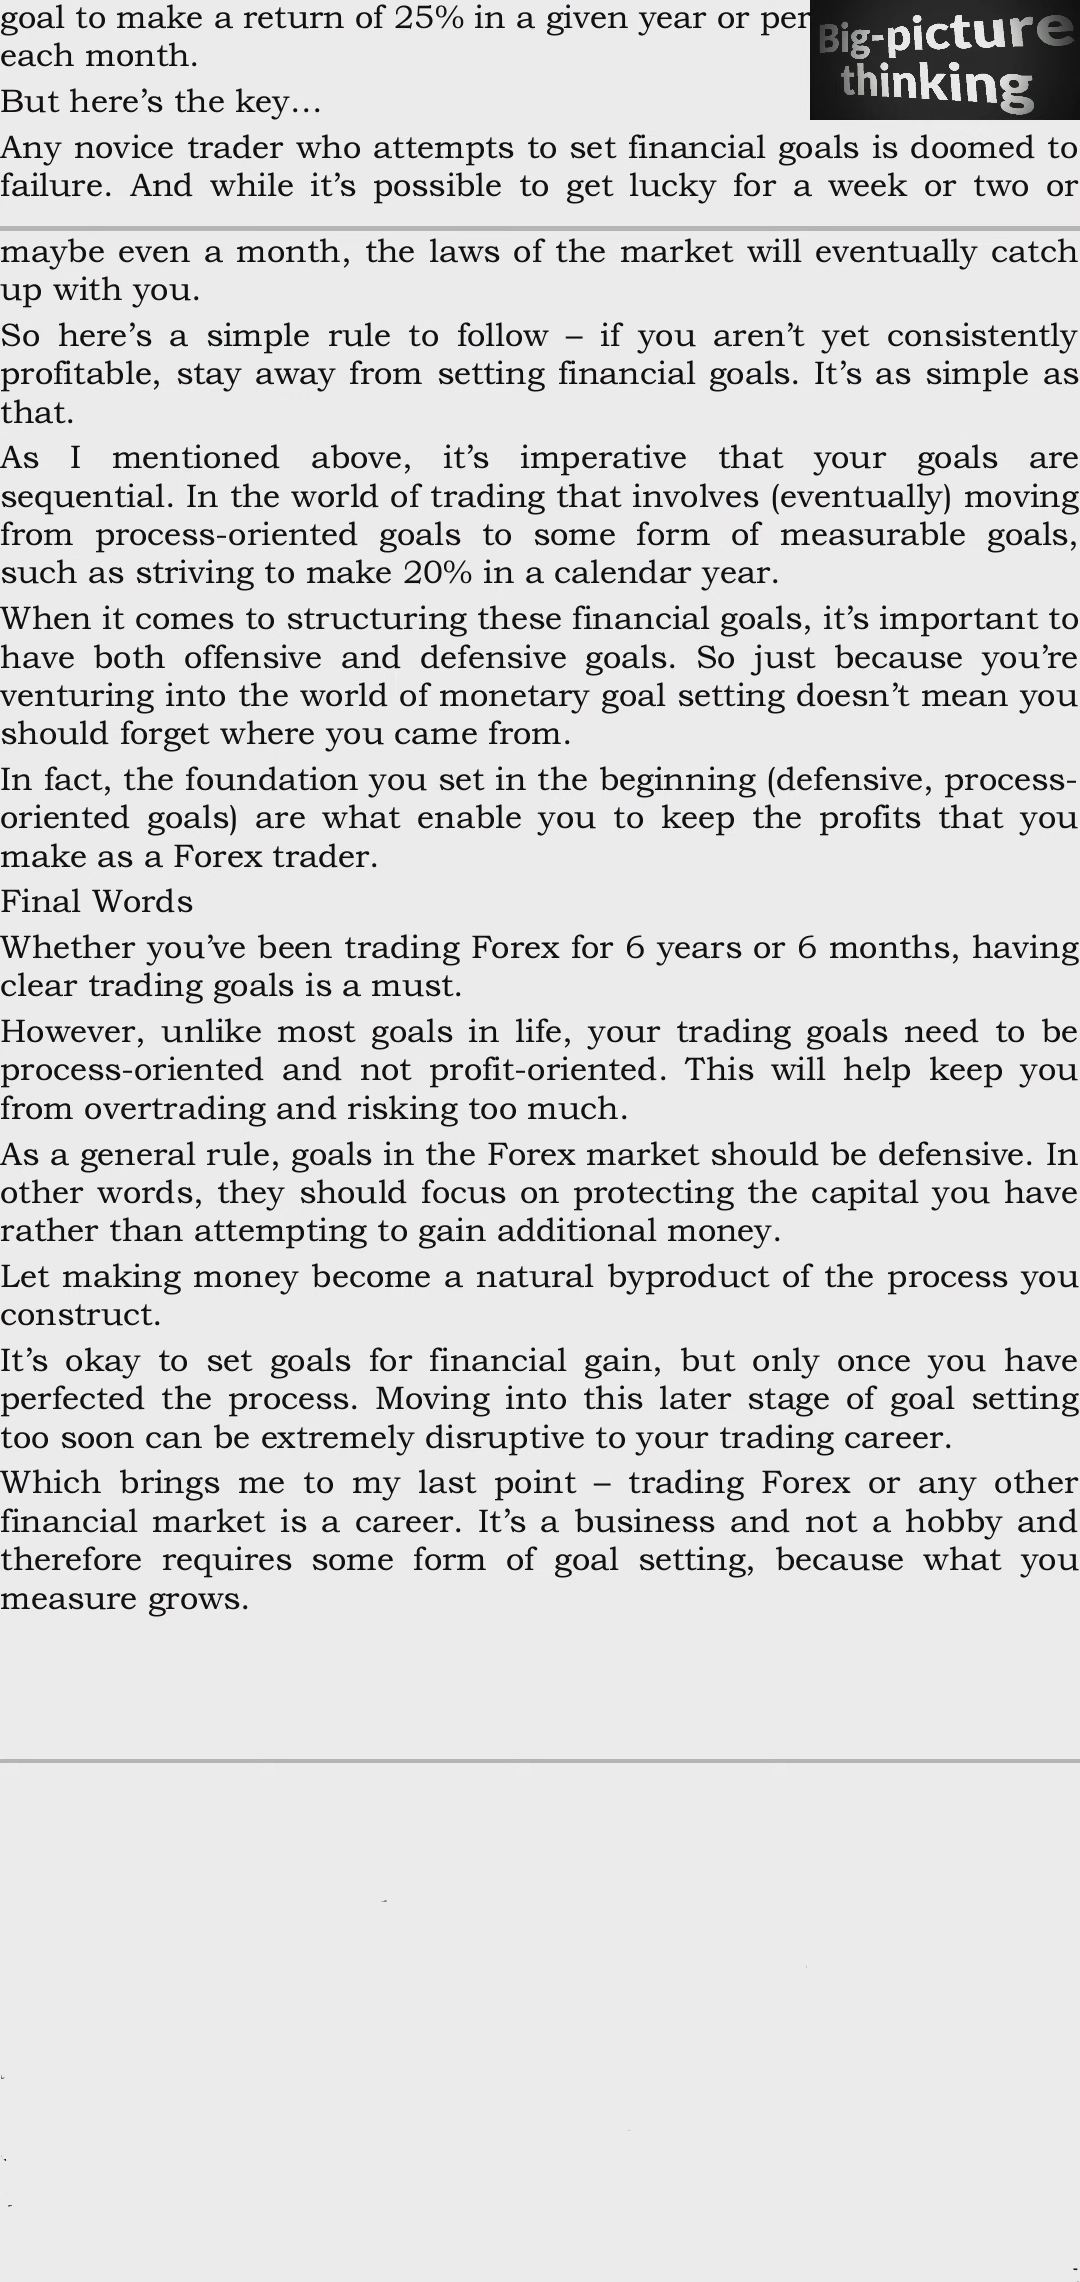 goal to make a return of 25% in a given year or per
each month.
Big-picture
thinking
But here’s the key…
Any novice trader who attempts to set financial goals is doomed to
failure. And while it’s possible to get lucky for a week or two or
maybe even a month, the laws of the market will eventually catch
up with you.
So here’s a simple rule to follow – if you aren’t yet consistently
profitable, stay away from setting financial goals. It’s as simple as
that.
As I mentioned above, it’s imperative that your goals are
sequential. In the world of trading that involves (eventually) moving
from process-oriented goals to some form of measurable goals,
such as striving to make 20% in a calendar year.
When it comes to structuring these financial goals, it’s important to
have both offensive and defensive goals. So just because you’re
venturing into the world of monetary goal setting doesn’t mean you
should forget where you came from.
In fact, the foundation you set in the beginning (defensive, process-
oriented goals) are what enable you to keep the profits that you
make as a Forex trader.
Final Words
Whether you’ve been trading Forex for 6 years or 6 months, having
clear trading goals is a must.
However, unlike most goals in life, your trading goals need to be
process-oriented and not profit-oriented. This will help keep you
from overtrading and risking too much.
As a general rule, goals in the Forex market should be defensive. In
other words, they should focus on protecting the capital you have
rather than attempting to gain additional money.
Let making money become a natural byproduct of the process you
construct.
It’s okay to set goals for financial gain, but only once you have
perfected the process. Moving into this later stage of goal setting
too soon can be extremely disruptive to your trading career.
Which brings me to my last point – trading Forex or any other
financial market is a career. It’s a business and not a hobby and
therefore requires some form of goal setting, because what you
measure grows.